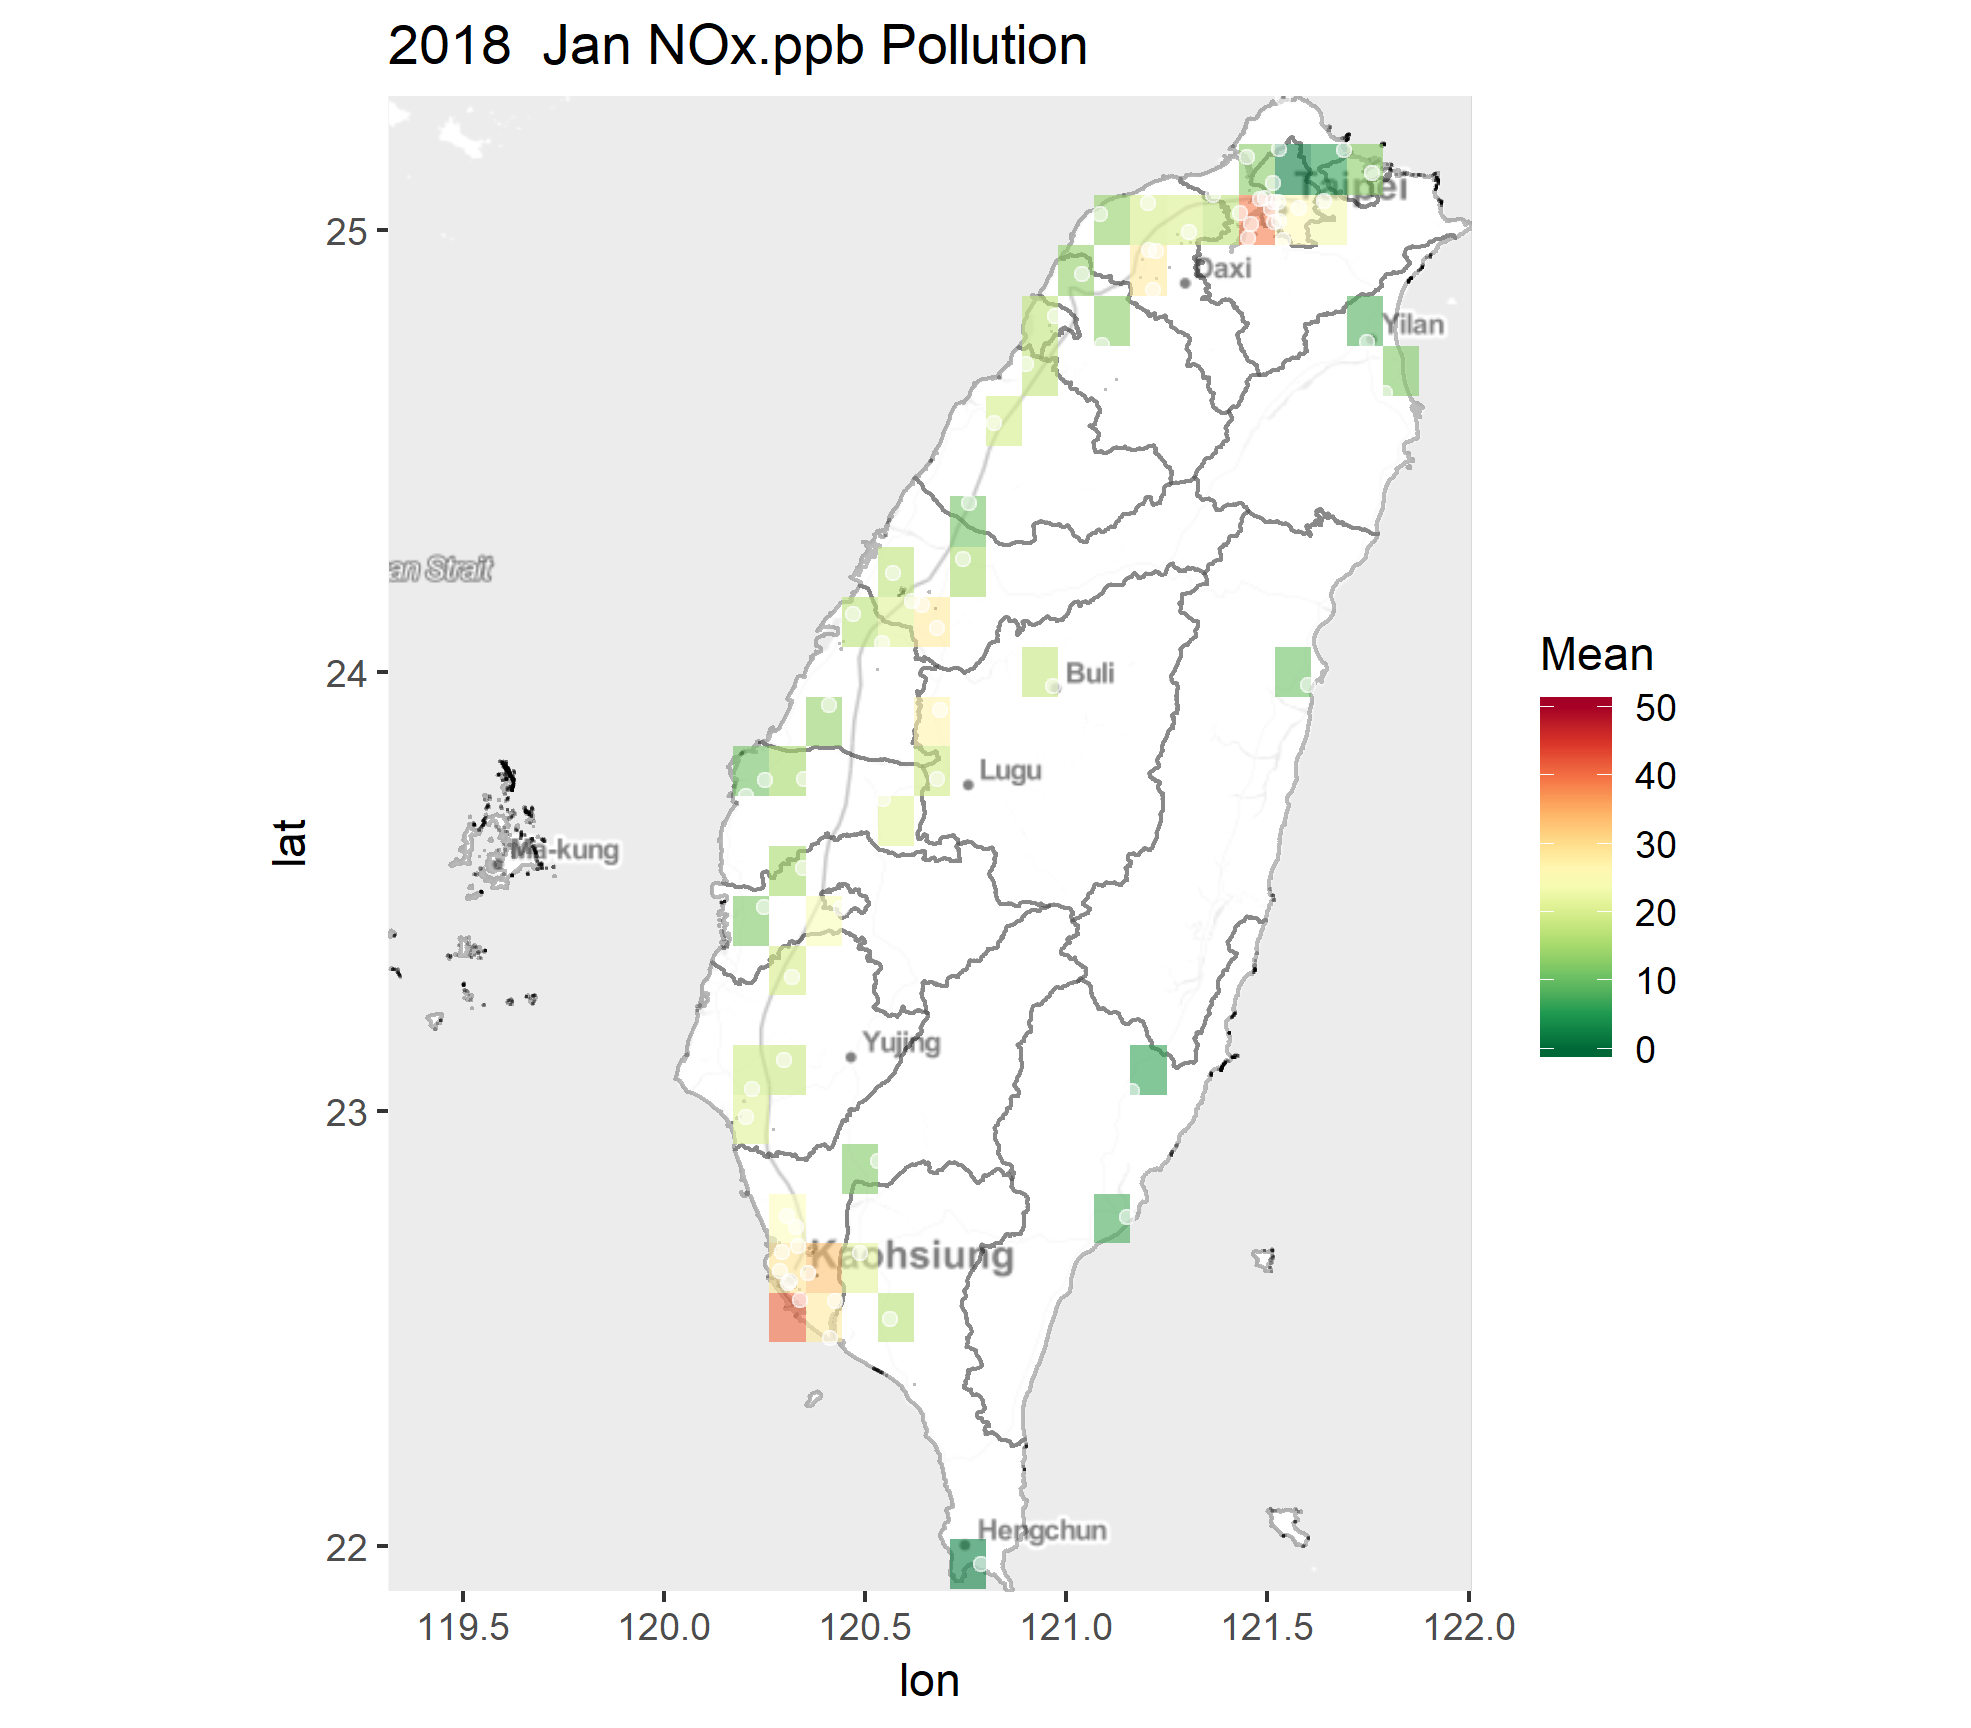 2018  Jan NOx.ppb Pollution
Taipei
25
Daxi
Yilan
an Strait
24
Buli
Lugu
Ma-kung
Yujing
23
Kaohsiung
Hengchun
22
lat
119.5 120.0 120.5 121.0 121.5 122.0
lon
Mean
50
40
30
20
10
0